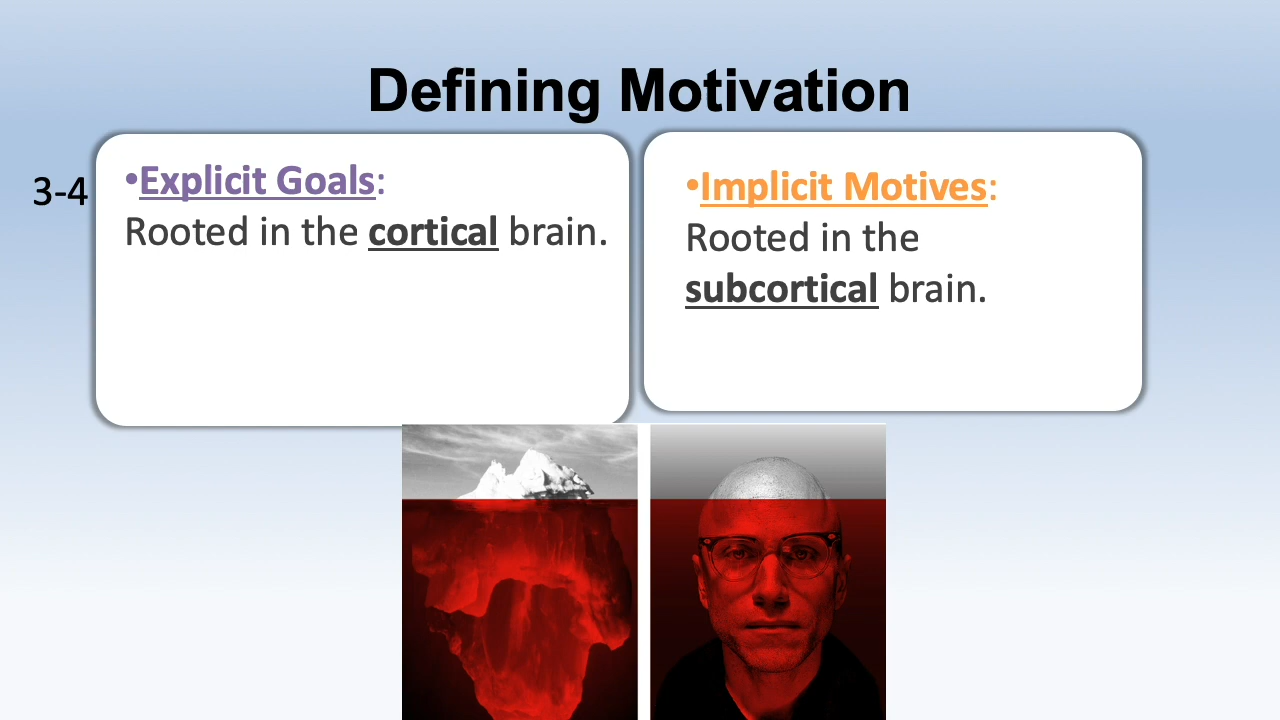 Defining Motivation
3-4
•Explicit Goals:
Rooted in the cortical brain.
•Implicit Motives:
Rooted in the
subcortical brain.